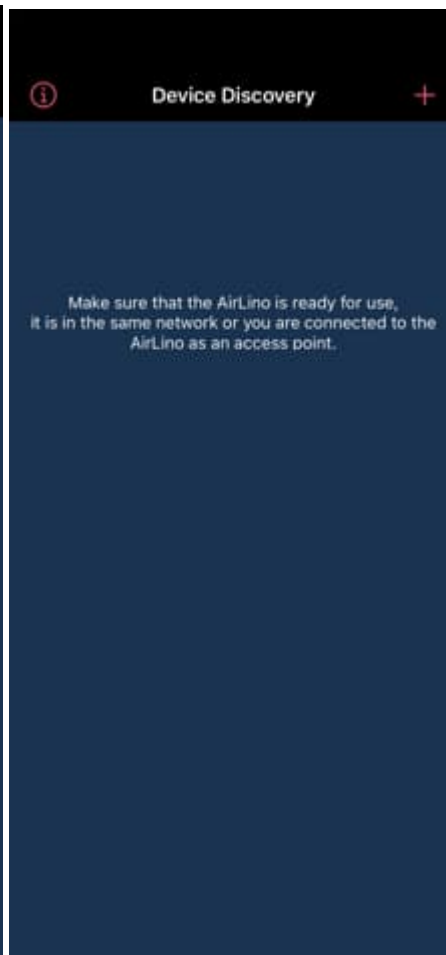 Device Discovery
Make sure that the AirLino is ready for use,
it is in the same network or you are connected to the
AirLino as an access point.